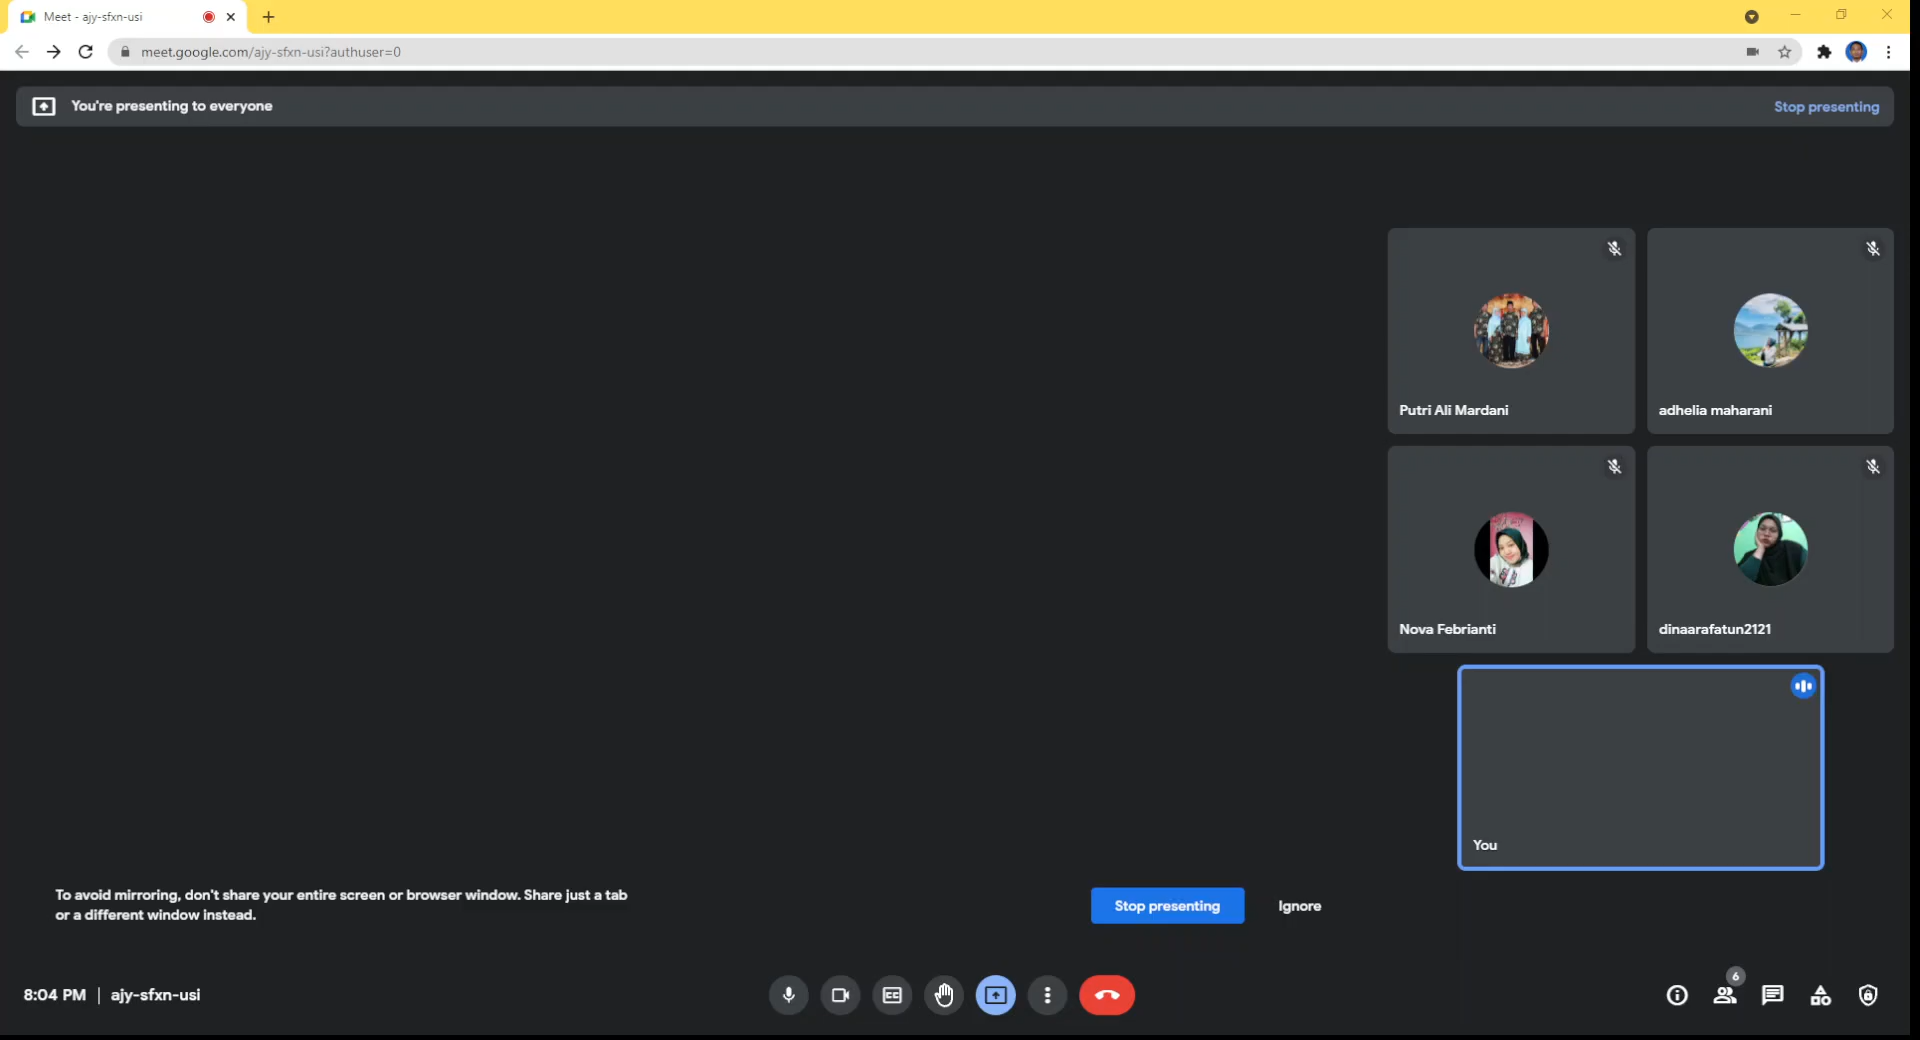 Meet - ajy-sfxn-usi
meet.google.com/ajy-sfxn-usi?authuser=0
You're presenting to everyone
Stop presenting
Putri Ali Mardani
adhelia maharani
Nova Febrianti
dinaarafatun2121
You
To avoid mirroring, don't share your entire screen or browser window. Share just a tab
or a different window instead.
Stop presenting
Ignore
8:04 PM | ajy-sfxn-usi
CC
6